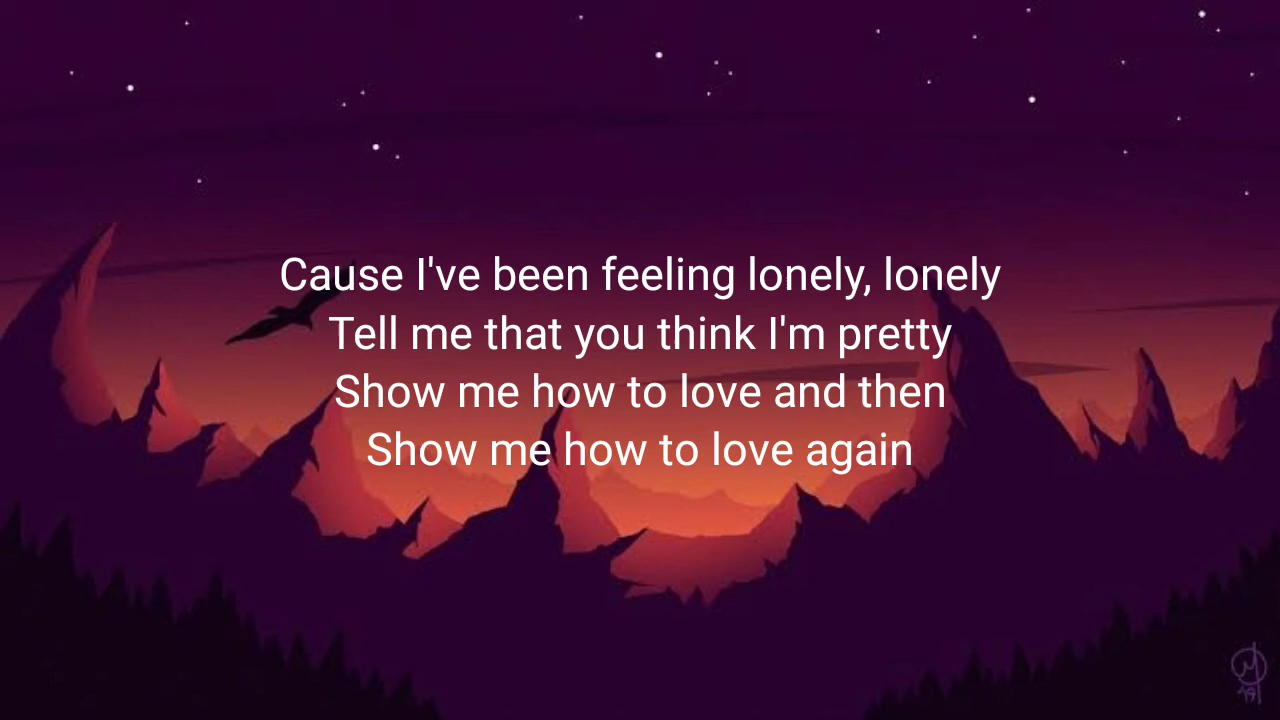 Cause I've been feeling lonely, lonely
Tell me that you think I'm pretty
Show me how to love and then
Show me how to love again